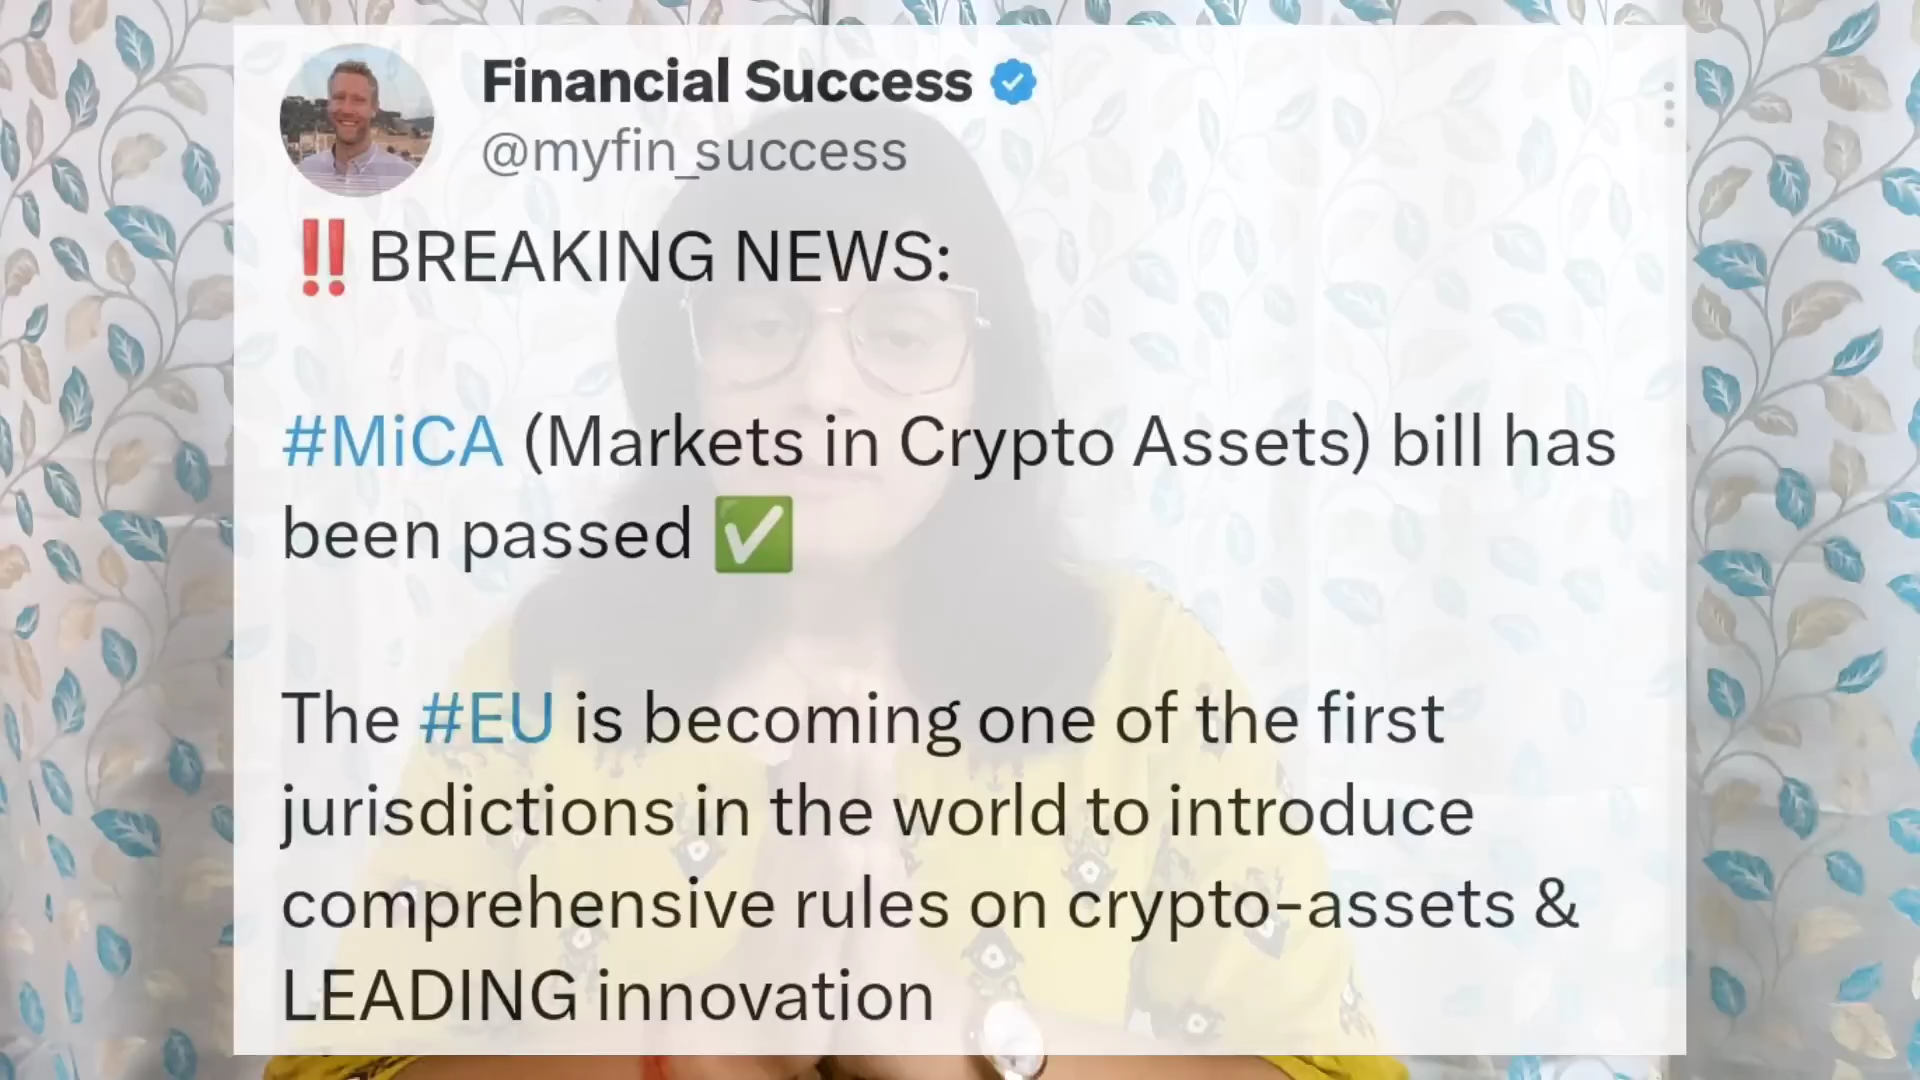 Financial Success
@myfin_success
‼️BREAKING NEWS:
#MiCA (Markets in Crypto Assets) bill has
been passed ✅
The #EU is becoming one of the first
jurisdictions in the world to introduce
comprehensive rules on crypto-assets &
LEADING innovation